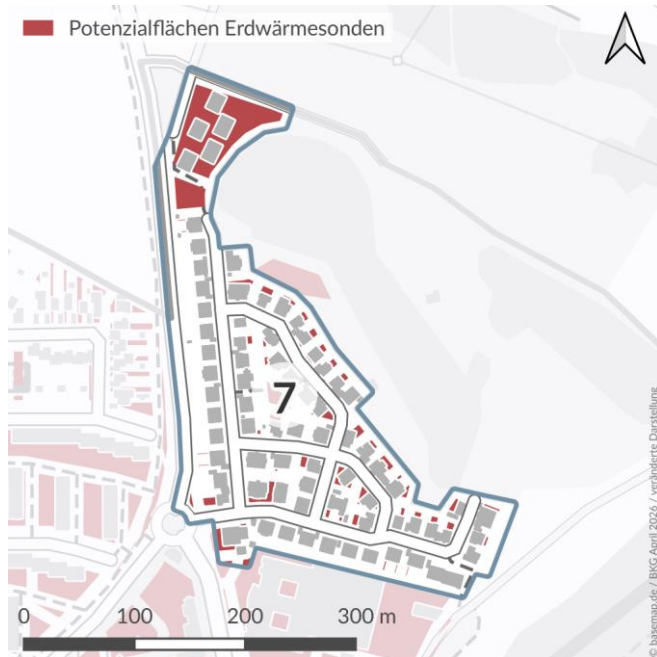 Potenzialflächen Erdwärmesonden
7
0 100 200 300 m
© basemap.de / BKG April 2026 / veränderte Darstellung